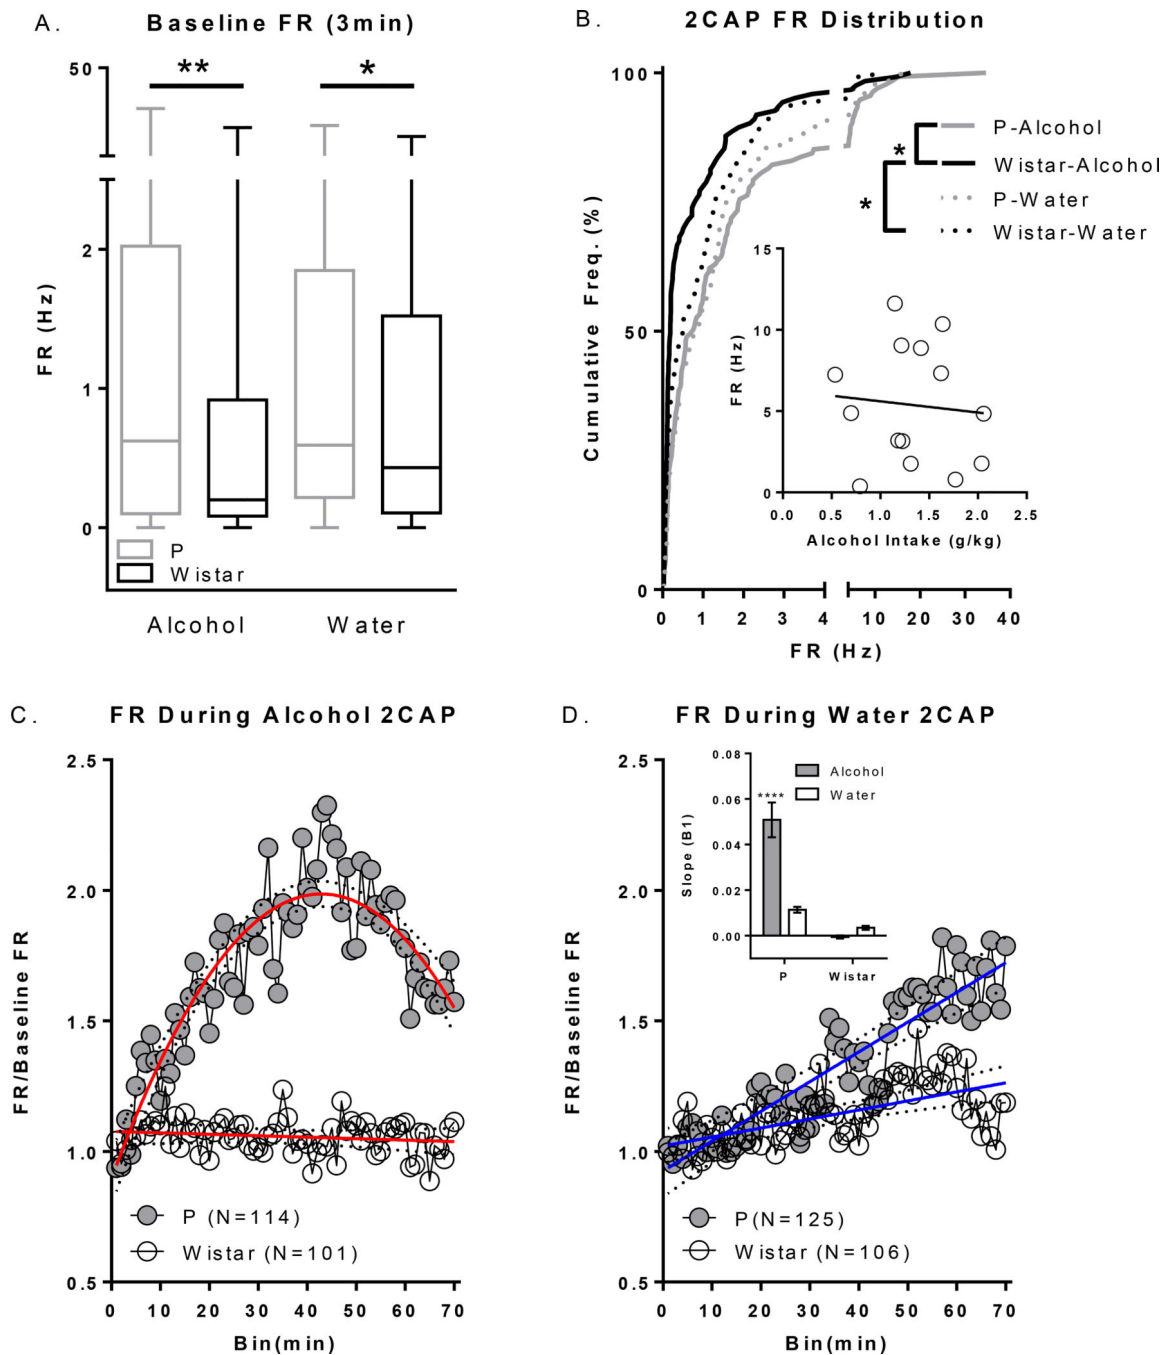 A. Baseline FR (3min)
50
** *
2
1
0
FR (Hz)
P
Wistar
Alcohol Water
B. 2CAP FR Distribution
100
50
0
Cumulative Freq. (%)
* P-Alcohol
Wistar-Alcohol
* P-Water
Wistar-Water
15
10
5
0
FR (Hz)
0.0 0.5 1.0 1.5 2.0 2.5
Alcohol Intake (g/kg)
0 1 2 3 4 10 20 30 40
FR (Hz)
C. FR During Alcohol 2CAP
2.5
2.0
1.5
1.0
0.5
FR/Baseline FR
P (N=114)
Wistar (N=101)
0 10 20 30 40 50 60 70
Bin(min)
D. FR During Water 2CAP
2.5
2.0
1.5
1.0
0.5
FR/Baseline FR
0.08
0.06
0.04
0.02
0.00
Slope (B1)
Alcohol
Water
****
P Wistar
P(N=125)
Wistar (N=106)
0 10 20 30 40 50 60 70
Bin(min)